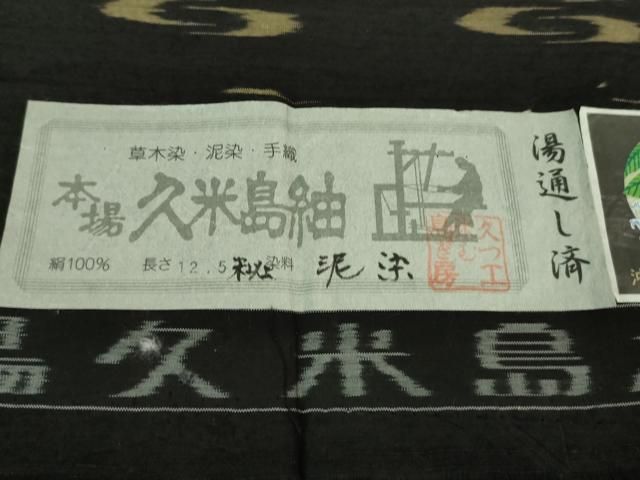 草木染・泥染・手織
本場
久米島紬
絹100%
長さ12.5
染料
泥染
湯通し済
久米島